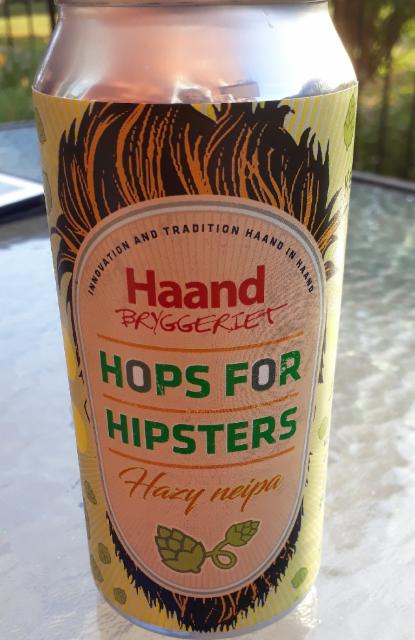 INNOVATION AND TRADITION HAAND IN HAAND
Haand
BRYGGERIET
HOPS FOR
HIPSTERS
Hazy neipa